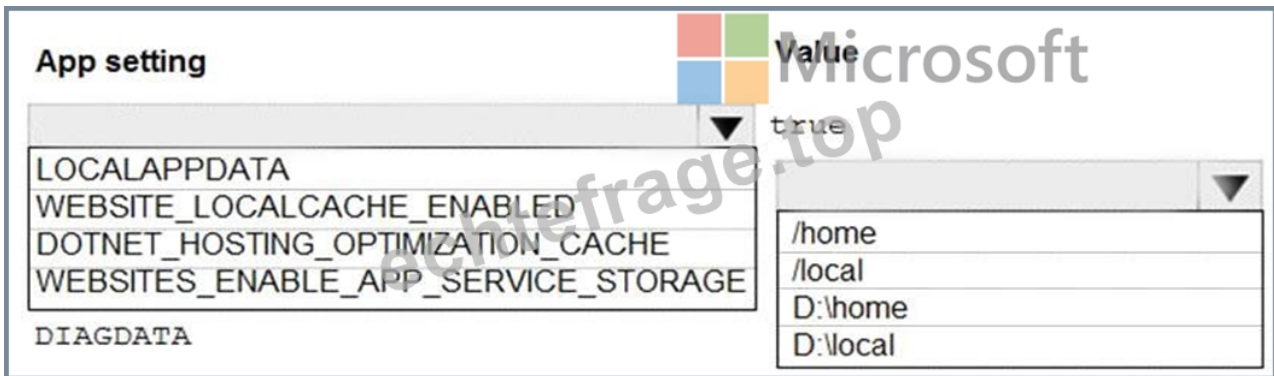 App setting
Value
Microsoft
true
LOCALAPPDATA
WEBSITE_LOCALCACHE_ENABLED
DOTNET_HOSTING_OPTIMIZATION_CACHE
WEBSITES_ENABLE_APP_SERVICE_STORAGE
DIAGDATA
/home
/local
D:\home
D:\local
echtefrage.top